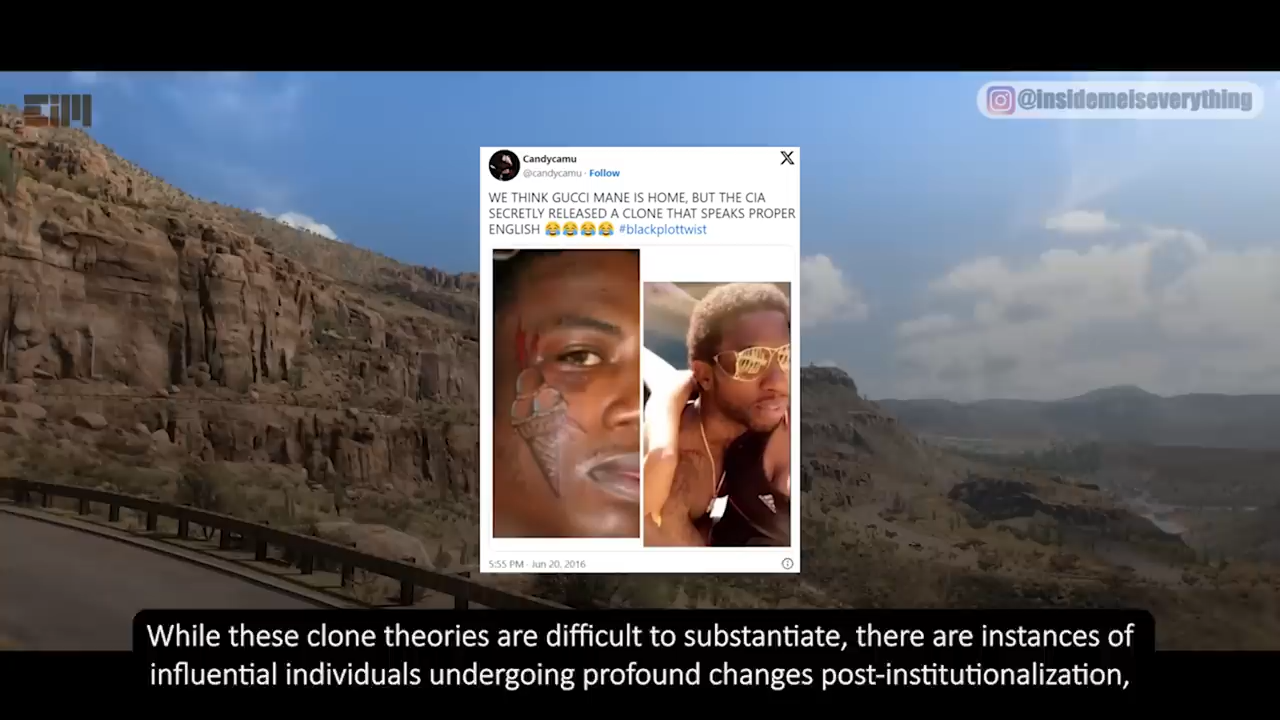 EIM
@insidemeiseverything
Candycamu
@candycamu · Follow
WE THINK GUCCI MANE IS HOME, BUT THE CIA
SECRETLY RELEASED A CLONE THAT SPEAKS PROPER
ENGLISH 😂😂😂😂 #blackplottwist
5:55 PM · Jun 20, 2016
While these clone theories are difficult to substantiate, there are instances of
influential individuals undergoing profound changes post-institutionalization,